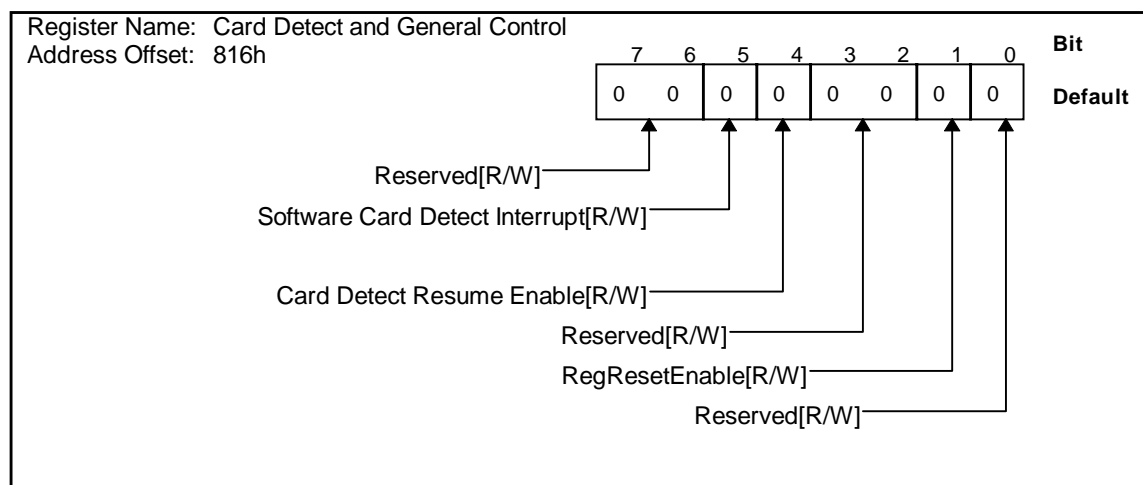 Register Name: Card Detect and General Control
Address Offset: 816h
7 6 5 4 3 2 1 0 Bit
0 0 0 0 0 0 0 0 Default
Reserved[R/W]
Software Card Detect Interrupt[R/W]
Card Detect Resume Enable[R/W]
Reserved[R/W]
RegResetEnable[R/W]
Reserved[R/W]